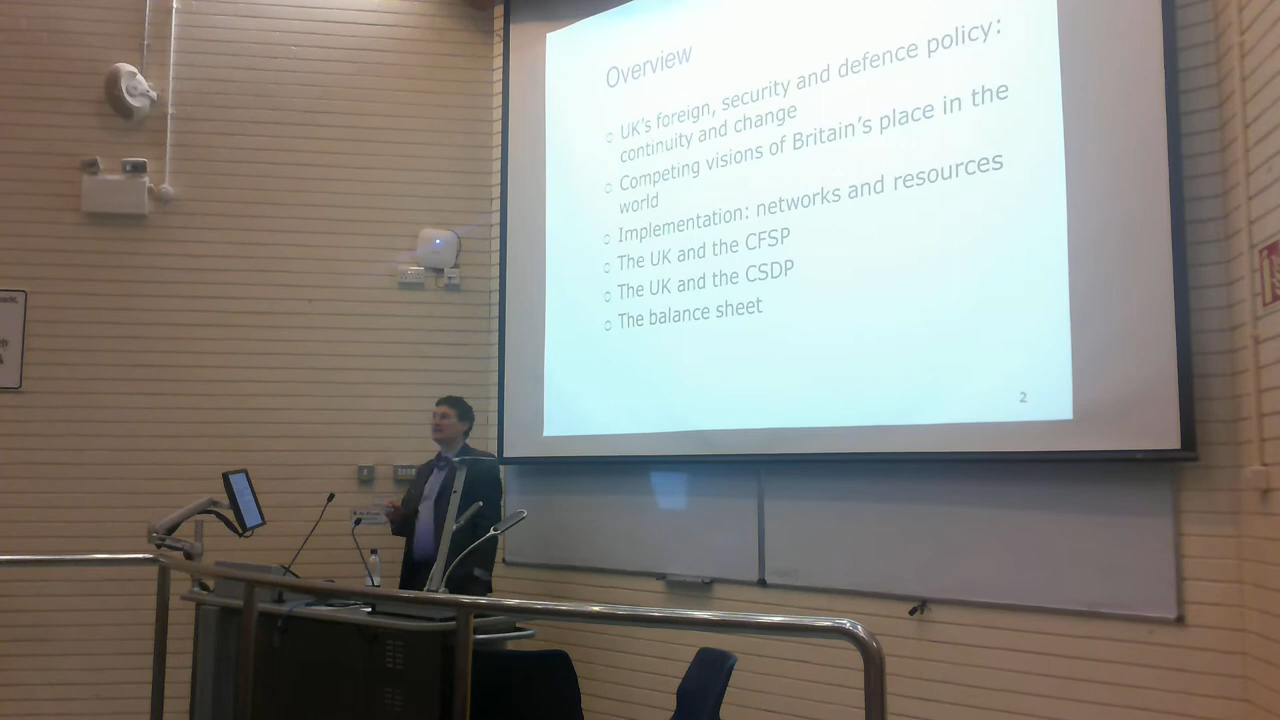 Overview
UK's foreign, security and defence policy:
continuity and change
Competing visions of Britain's place in the
world
Implementation: networks and resources
The UK and the CFSP
The UK and the CSDP
The balance sheet
2